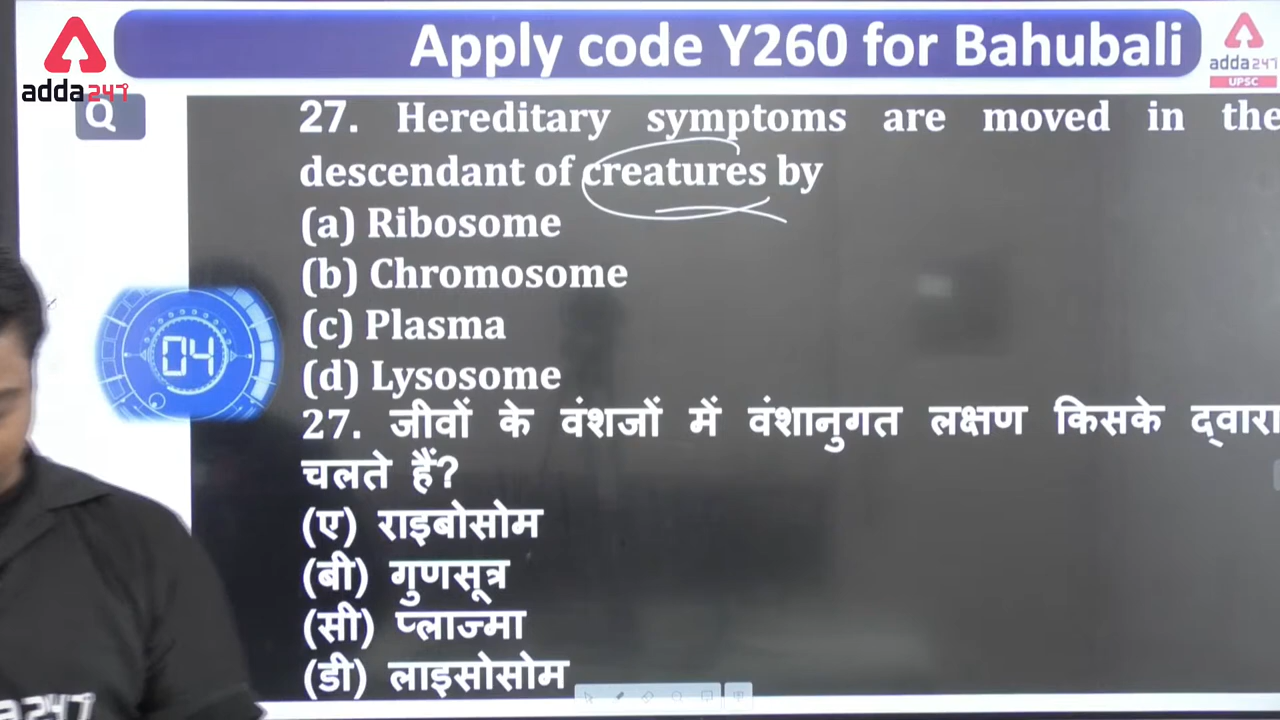 Apply code Y260 for Bahubali
adda247
adda247
UPSC
Q
27. Hereditary symptoms are moved in the
descendant of creatures by
(a) Ribosome
(b) Chromosome
(c) Plasma
(d) Lysosome
04
27. जीवों के वंशजों में वंशानुगत लक्षण किसके द्वारा
चलते हैं?
(ए) राइबोसोम
(बी) गुणसूत्र
(सी) प्लाज्मा
(डी) लाइसोसोम
a247